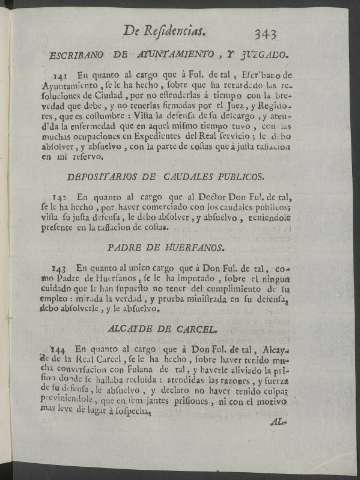 De Residencias. 343
ESCRIBANO DE AYUNTAMIENTO, Y JUZGADO.
141 En quanto al cargo que à Ful. de tal, Escribano de
Ayuntamiento, se le ha hecho, sobre que ha retardado las re-
soluciones de Ciudad, por no estenderlas à tiempo con la bre-
vedad que debe, y no tenerlas firmadas por el Juez, y Regido-
res, que es costumbre: Vista la defensa de su descargo, y aten-
dida la enfermedad que en aquel mismo tiempo tuvo, con las
muchas ocupaciones en Expedientes del Real servicio; le debo
absolver, y absuelvo, con la parte de costas que à justa tassacion
en mi reservo.
DEPOSITARIOS DE CAUDALES PUBLICOS.
142 En quanto al cargo que al Doctor Don Ful. de tal,
se le ha hecho, por haver comerciado con los caudales publicos;
vista su justa defensa, le debo absolver, y absuelvo, teniendole
presente en la tassacion de costas.
PADRE DE HUERFANOS.
143 En quanto al unico cargo que à Don Ful. de tal, co-
mo Padre de Huerfanos, se le ha imputado, sobre el ningun
cuidado que le han supuesto no tener del cumplimiento de su
empleo: mirada la verdad, y prueba ministrada en su defensa,
debo absolverle, y le absuelvo.
ALCAIDE DE CARCEL.
144 En quanto al cargo que à Don Ful. de tal, Alcay-
de de la Real Carcel, se le ha hecho, sobre haver tenido mu-
cha conversacion con Fulana de tal, y haverle aliviado la pri-
sion donde se hallaba recluida: atendidas las razones, y fuerza
de su defensa, le absuelvo, y declaro no haver tenido culpa;
previniendole, que en semejantes prisiones, ni con el motivo
mas leve dè lugar à sospecha.
AL-